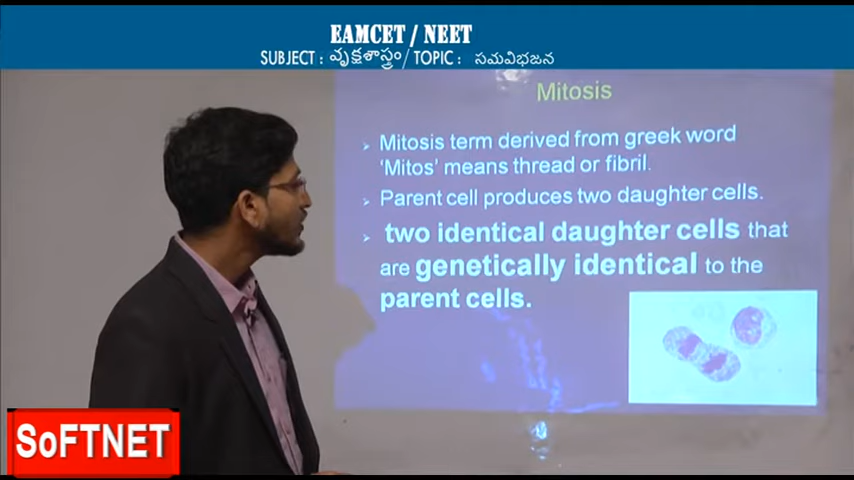 EAMCET / NEET
SUBJECT : వృక్షశాస్త్రం / TOPIC : సమవిభజన
Mitosis
Mitosis term derived from greek word
‘Mitos’ means thread or fibril.
Parent cell produces two daughter cells.
two identical daughter cells that
are genetically identical to the
parent cells.
SoFTNET